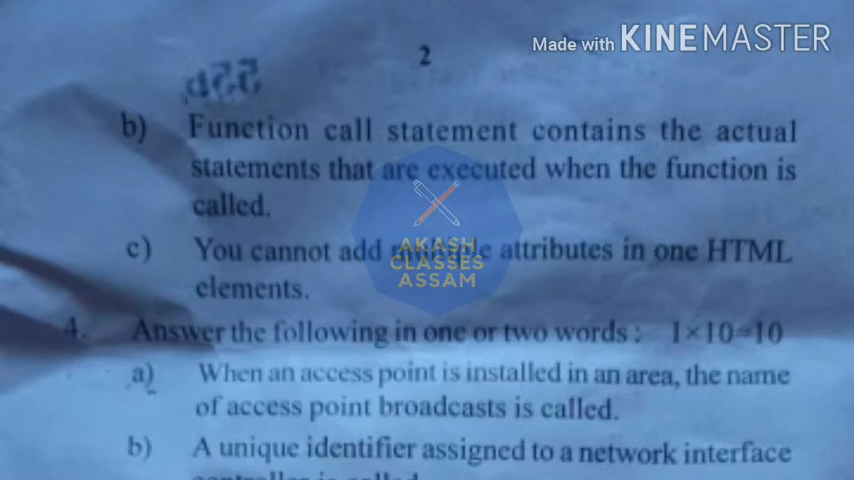 Made with KINEMASTER
2
b) Function call statement contains the actual
statements that are executed when the function is
called.
c) You cannot add attributes in one HTML
elements.
AKASH
CLASSES
ASSAM
4. Answer the following in one or two words : 1×10=10
a) When an access point is installed in an area, the name
of access point broadcasts is called.
b) A unique identifier assigned to a network interface